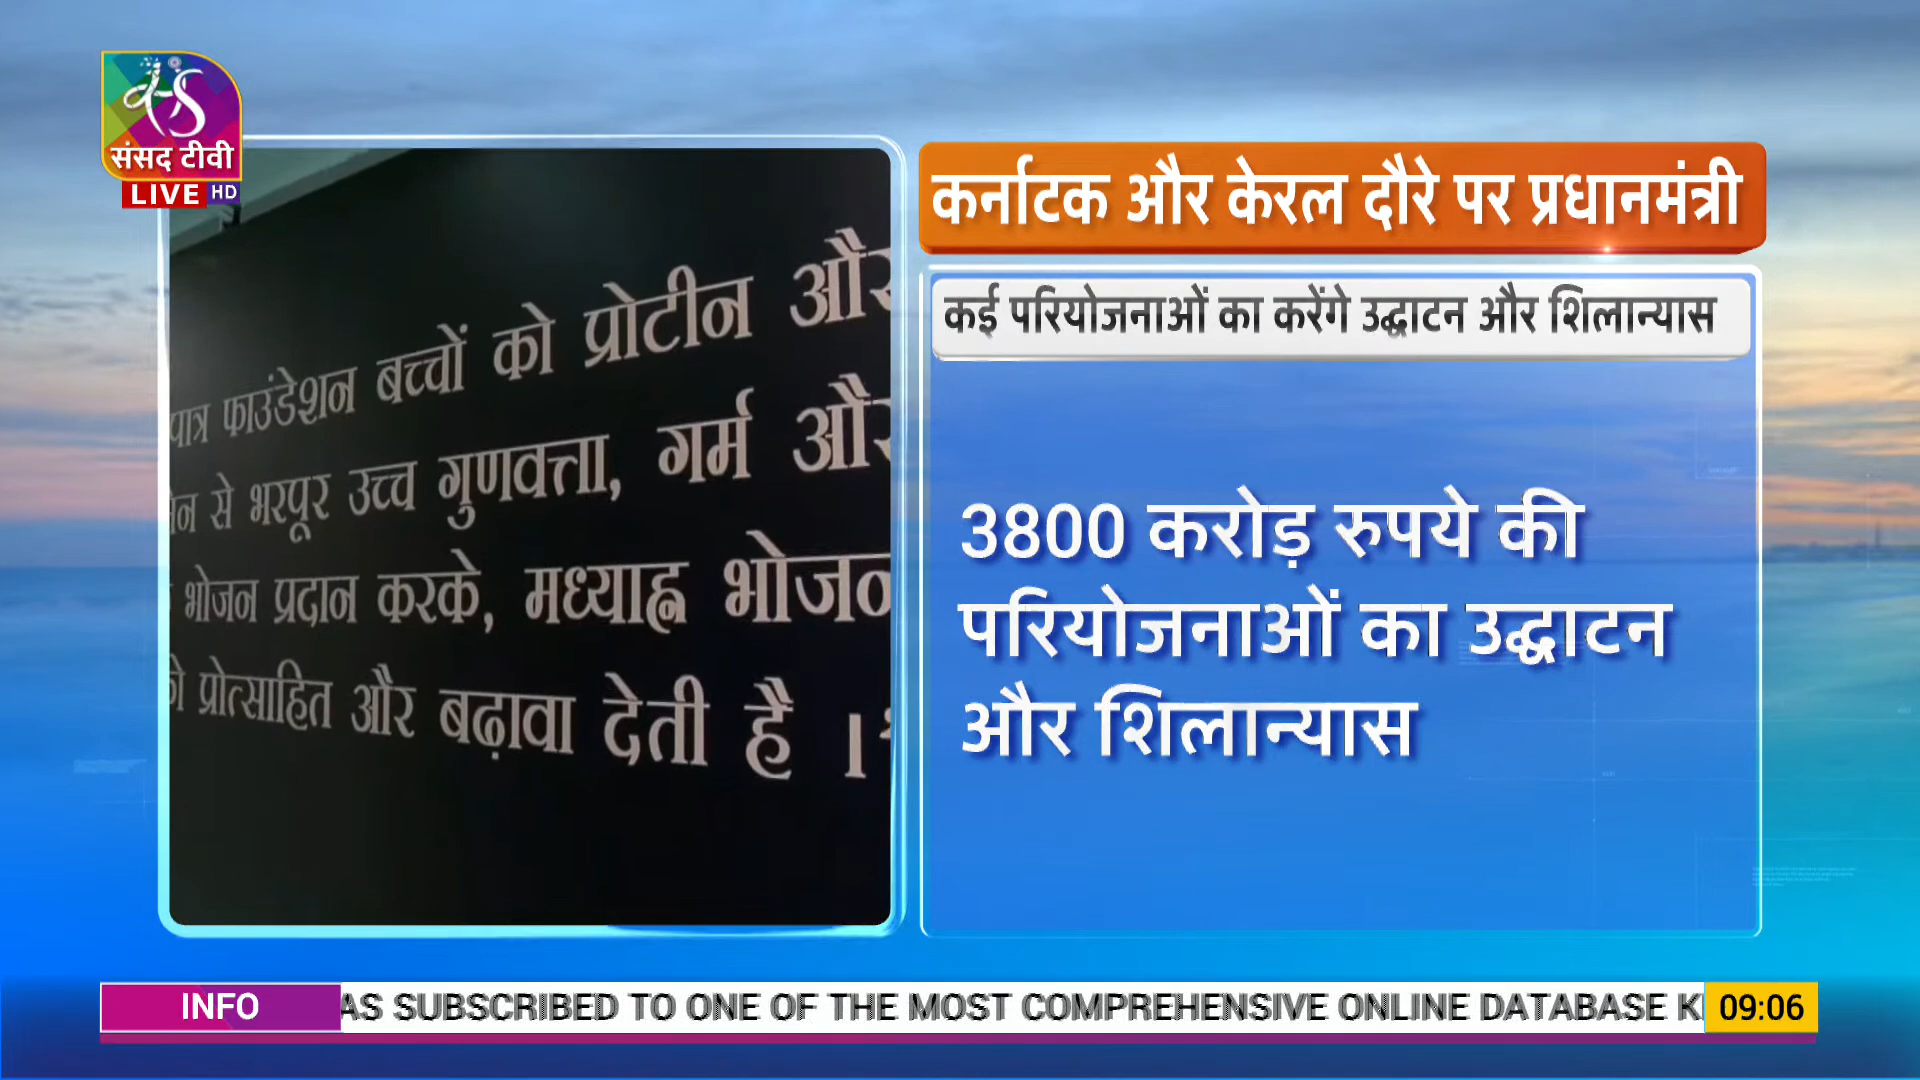 संसद टीवी
LIVE HD
कर्नाटक और केरल दौरे पर प्रधानमंत्री
कई परियोजनाओं का करेंगे उद्घाटन और शिलान्यास
3800 करोड़ रुपये की
परियोजनाओं का उद्घाटन
और शिलान्यास
पात्र फाउंडेशन बच्चों को प्रोटीन और
से भरपूर उच्च गुणवत्ता, गर्म और
भोजन प्रदान करके, मध्याह्न भोजन
प्रोत्साहित और बढ़ावा देती है ।
INFO
AS SUBSCRIBED TO ONE OF THE MOST COMPREHENSIVE ONLINE DATABASE
09:06